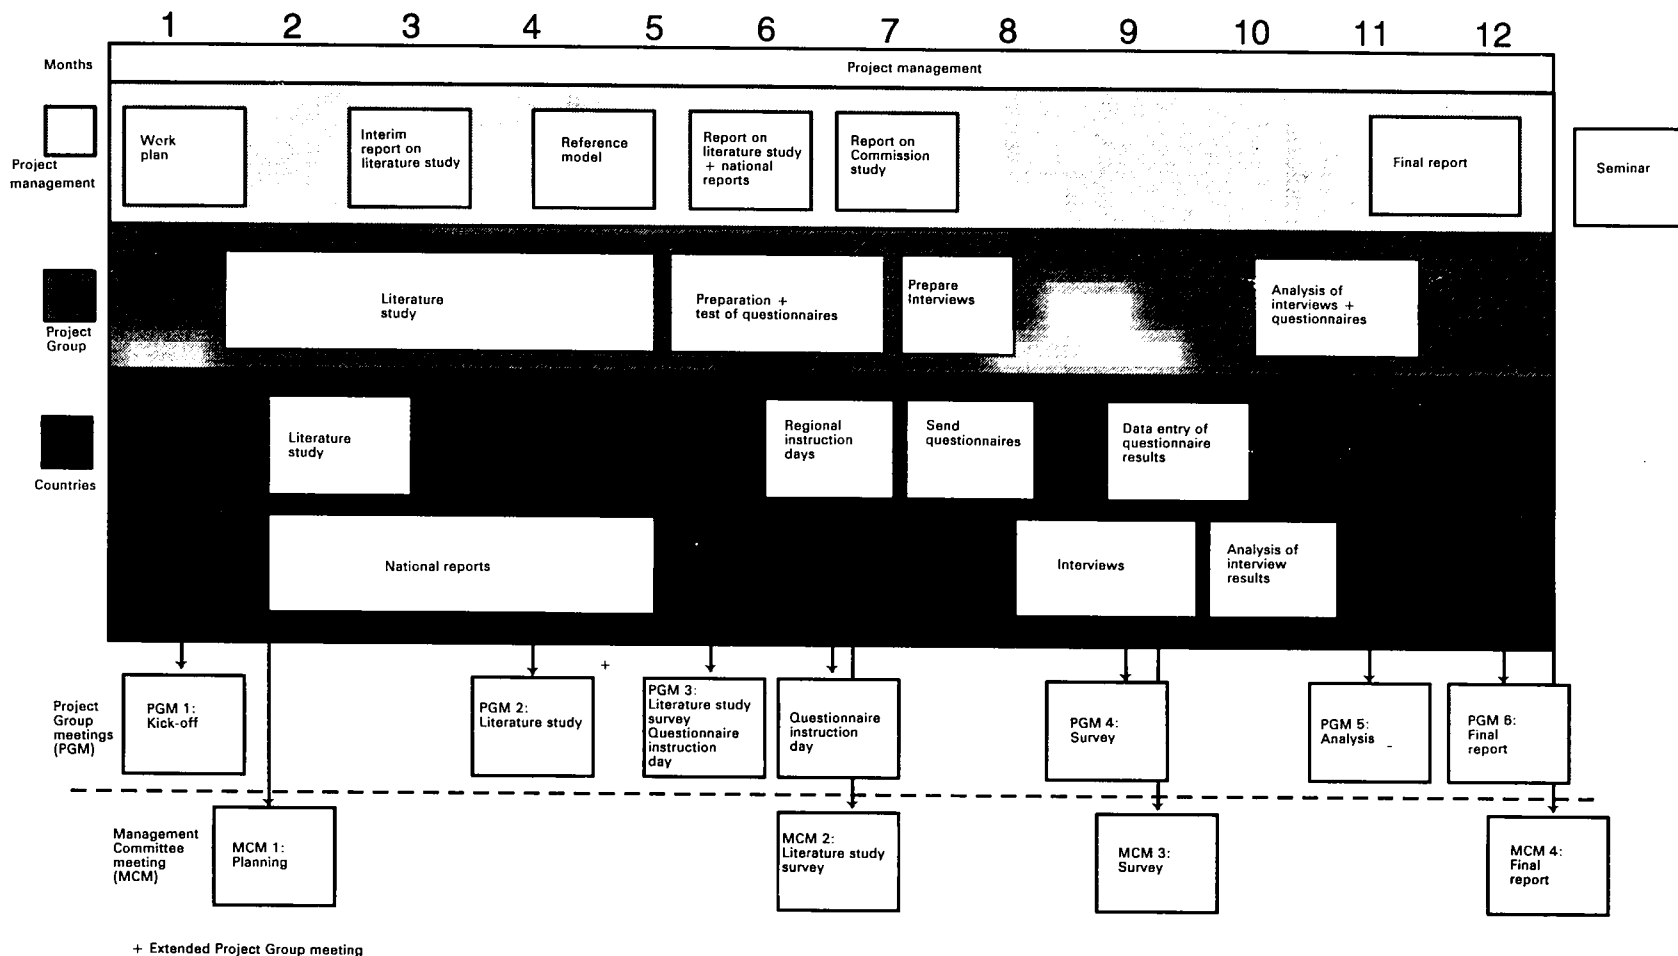 1 2 3 4 5 6 7 8 9 10 11 12
Months
Project management
Project
management
Work
plan
Interim
report on
literature study
Reference
model
Report on
literature study
+ national
reports
Report on
Commission
study
Final report
Seminar
Project
Group
Literature
study
Preparation +
test of questionnaires
Prepare
Interviews
Analysis of
interviews +
questionnaires
Countries
Literature
study
Regional
instruction
days
Send
questionnaires
Data entry of
questionnaire
results
National reports
Interviews
Analysis of
interview
results
+
Project
Group
meetings
(PGM)
PGM 1:
Kick-off
PGM 2:
Literature study
PGM 3:
Literature study
survey
Questionnaire
instruction
day
Questionnaire
instruction
day
PGM 4:
Survey
PGM 5:
Analysis
PGM 6:
Final
report
Management
Committee
meeting
(MCM)
MCM 1:
Planning
MCM 2:
Literature study
survey
MCM 3:
Survey
MCM 4:
Final
report
+ Extended Project Group meeting